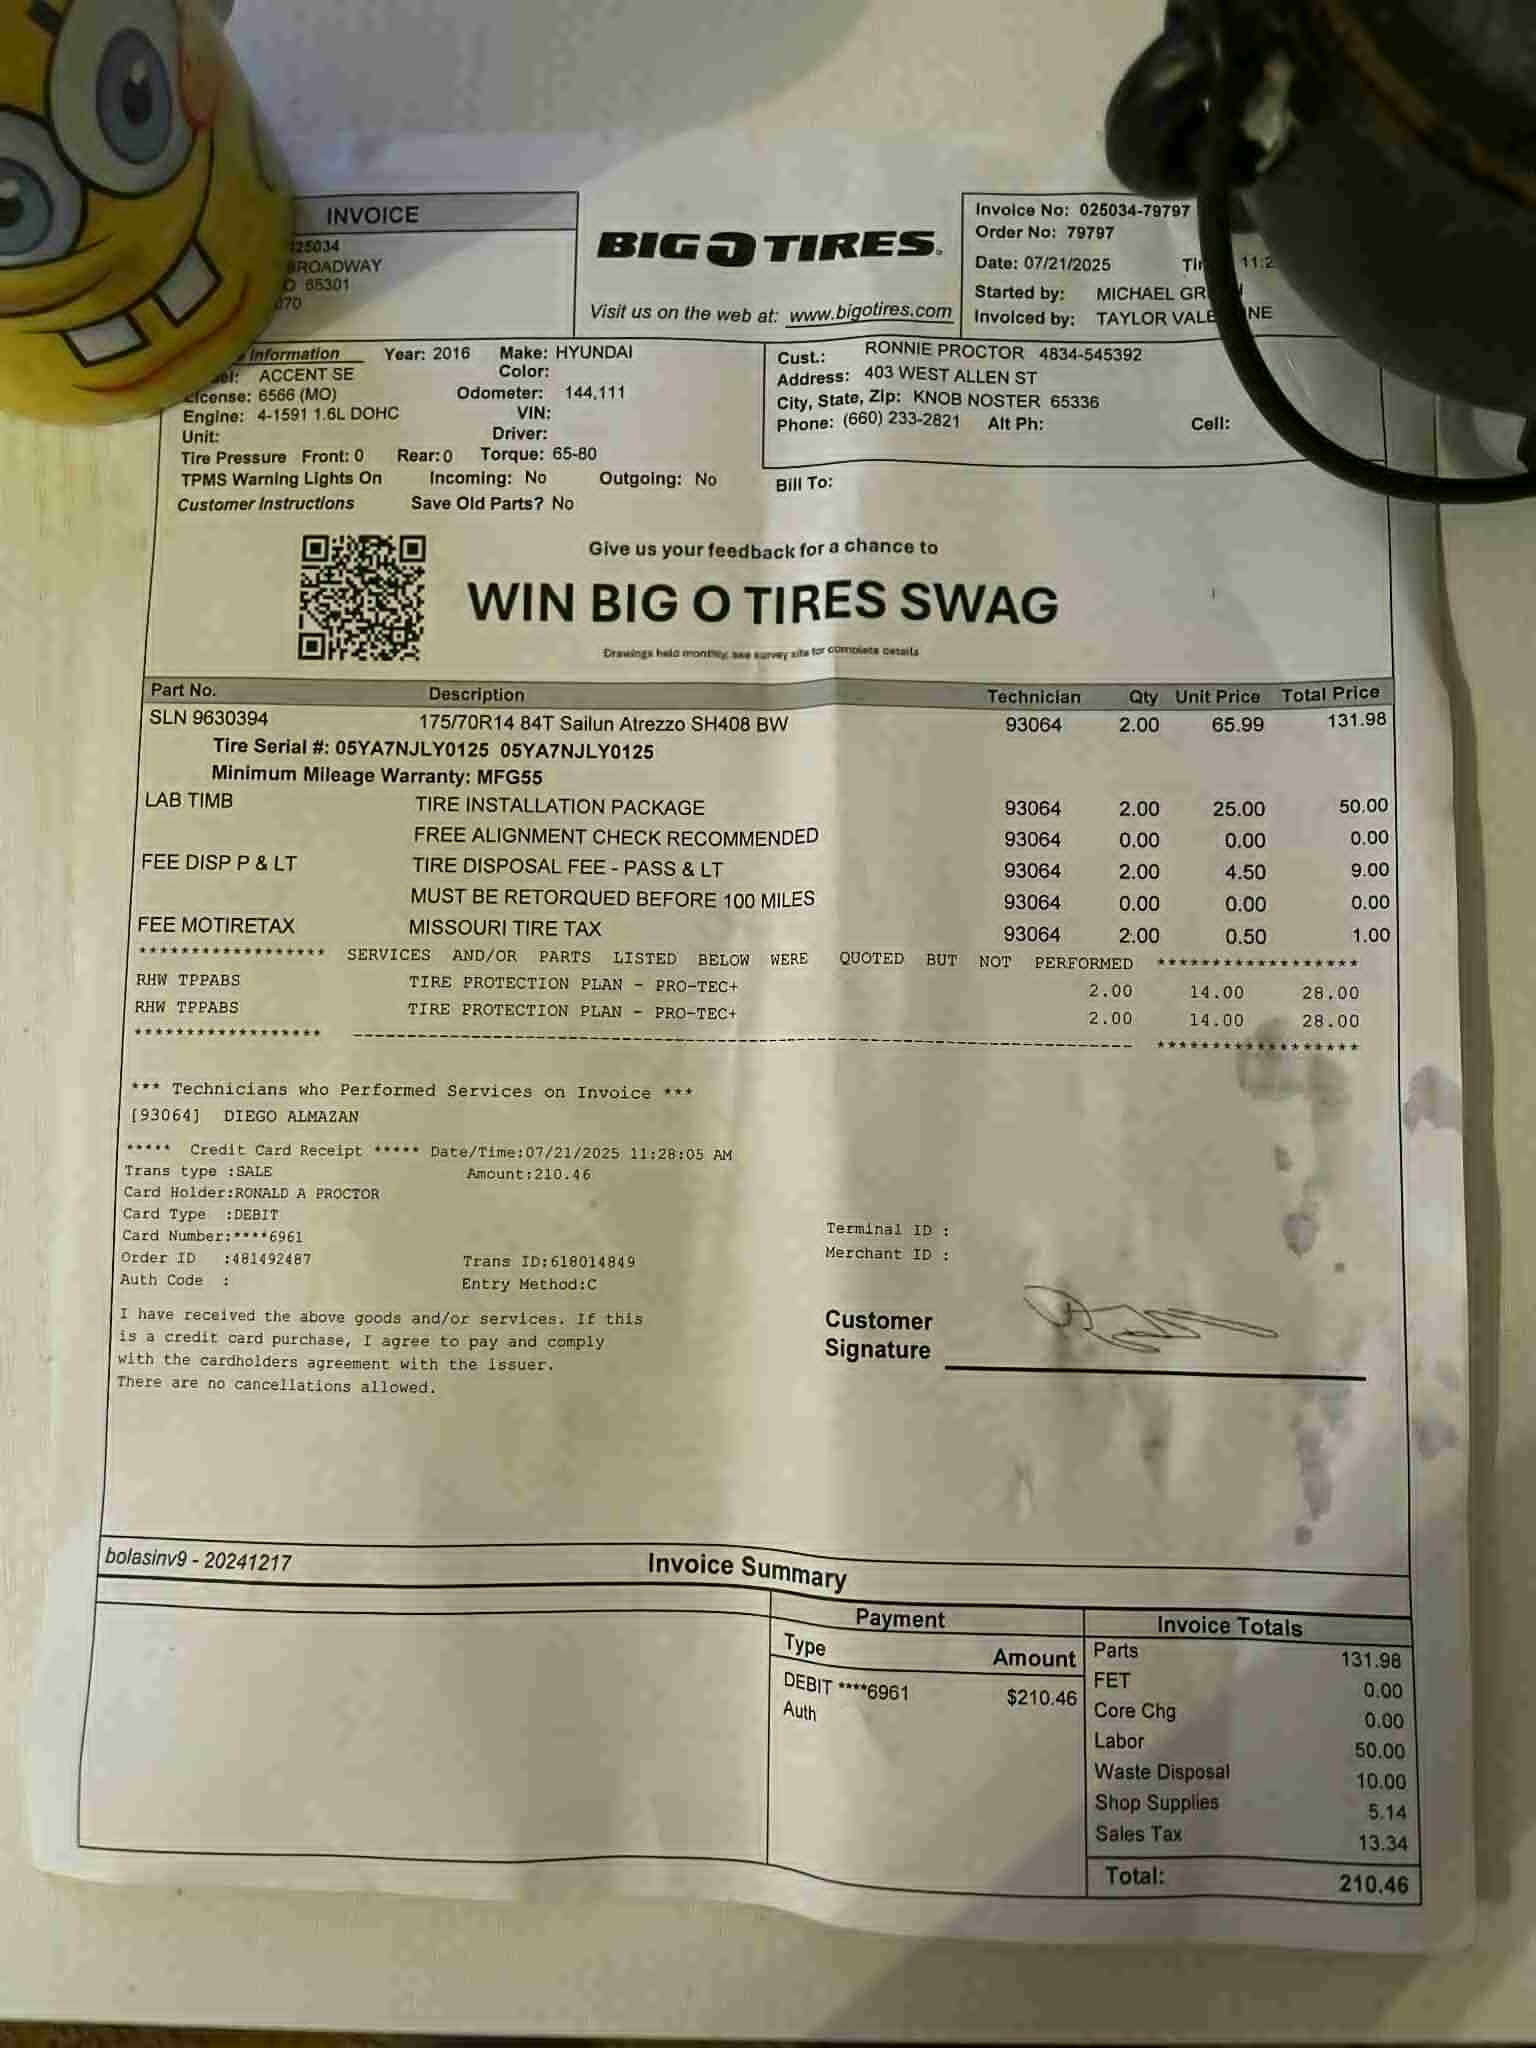 INVOICE
BIG O TIRES
Visit us on the web at: www.bigotires.com
BROADWAY
65301
Invoice No: 025034-79797
Order No: 79797
Date: 07/21/2025 11:2
Started by: MICHAEL
Invoiced by: TAYLOR
Information Year: 2016 Make: HYUNDAI
ACCENT SE Color:
License: 6566 (MO) Odometer: 144,111
Engine: 4-1591 1.6L DOHC VIN:
Unit: Driver:
Tire Pressure Front: 0 Rear: 0 Torque: 65-80
TPMS Warning Lights On Incoming: No Outgoing: No
Customer Instructions Save Old Parts? No
Cust.: RONNIE PROCTOR 4834-545392
Address: 403 WEST ALLEN ST
City, State, Zip: KNOB NOSTER 65336
Phone: (660) 233-2821 Alt Ph: Cell:
Bill To:
Give us your feedback for a chance to
WIN BIG O TIRES SWAG
Drawings held monthly, see survey site for complete details
Part No. Description Technician Qty Unit Price Total Price
SLN 9630394 175/70R14 84T Sailun Atrezzo SH408 BW 93064 2.00 65.99 131.98
Tire Serial #: 05YA7NJLY0125 05YA7NJLY0125
Minimum Mileage Warranty: MFG55
LAB TIMB TIRE INSTALLATION PACKAGE 93064 2.00 25.00 50.00
FREE ALIGNMENT CHECK RECOMMENDED 93064 0.00 0.00 0.00
FEE DISP P & LT TIRE DISPOSAL FEE - PASS & LT 93064 2.00 4.50 9.00
MUST BE RETORQUED BEFORE 100 MILES 93064 0.00 0.00 0.00
FEE MOTIRETAX MISSOURI TIRE TAX 93064 2.00 0.50 1.00
****************** SERVICES AND/OR PARTS LISTED BELOW WERE QUOTED BUT NOT PERFORMED ******************
RHW TPPABS TIRE PROTECTION PLAN - PRO-TEC+ 2.00 14.00 28.00
RHW TPPABS TIRE PROTECTION PLAN - PRO-TEC+ 2.00 14.00 28.00
****************** ------------------------------------------------------------ ******************
*** Technicians who Performed Services on Invoice ***
[93064] DIEGO ALMAZAN
***** Credit Card Receipt ***** Date/Time:07/21/2025 11:28:05 AM
Trans type :SALE Amount:210.46
Card Holder:RONALD A PROCTOR
Card Type :DEBIT
Card Number:****6961
Order ID :481492487 Trans ID:618014849
Auth Code : Entry Method:C
Terminal ID :
Merchant ID :
I have received the above goods and/or services. If this
is a credit card purchase, I agree to pay and comply
with the cardholders agreement with the issuer.
There are no cancellations allowed.
Customer
Signature
bolasinv9 - 20241217 Invoice Summary
Payment
Type Amount
DEBIT ****6961 $210.46
Auth
Invoice Totals
Parts 131.98
FET 0.00
Core Chg 0.00
Labor 50.00
Waste Disposal 10.00
Shop Supplies 5.14
Sales Tax 13.34
Total: 210.46